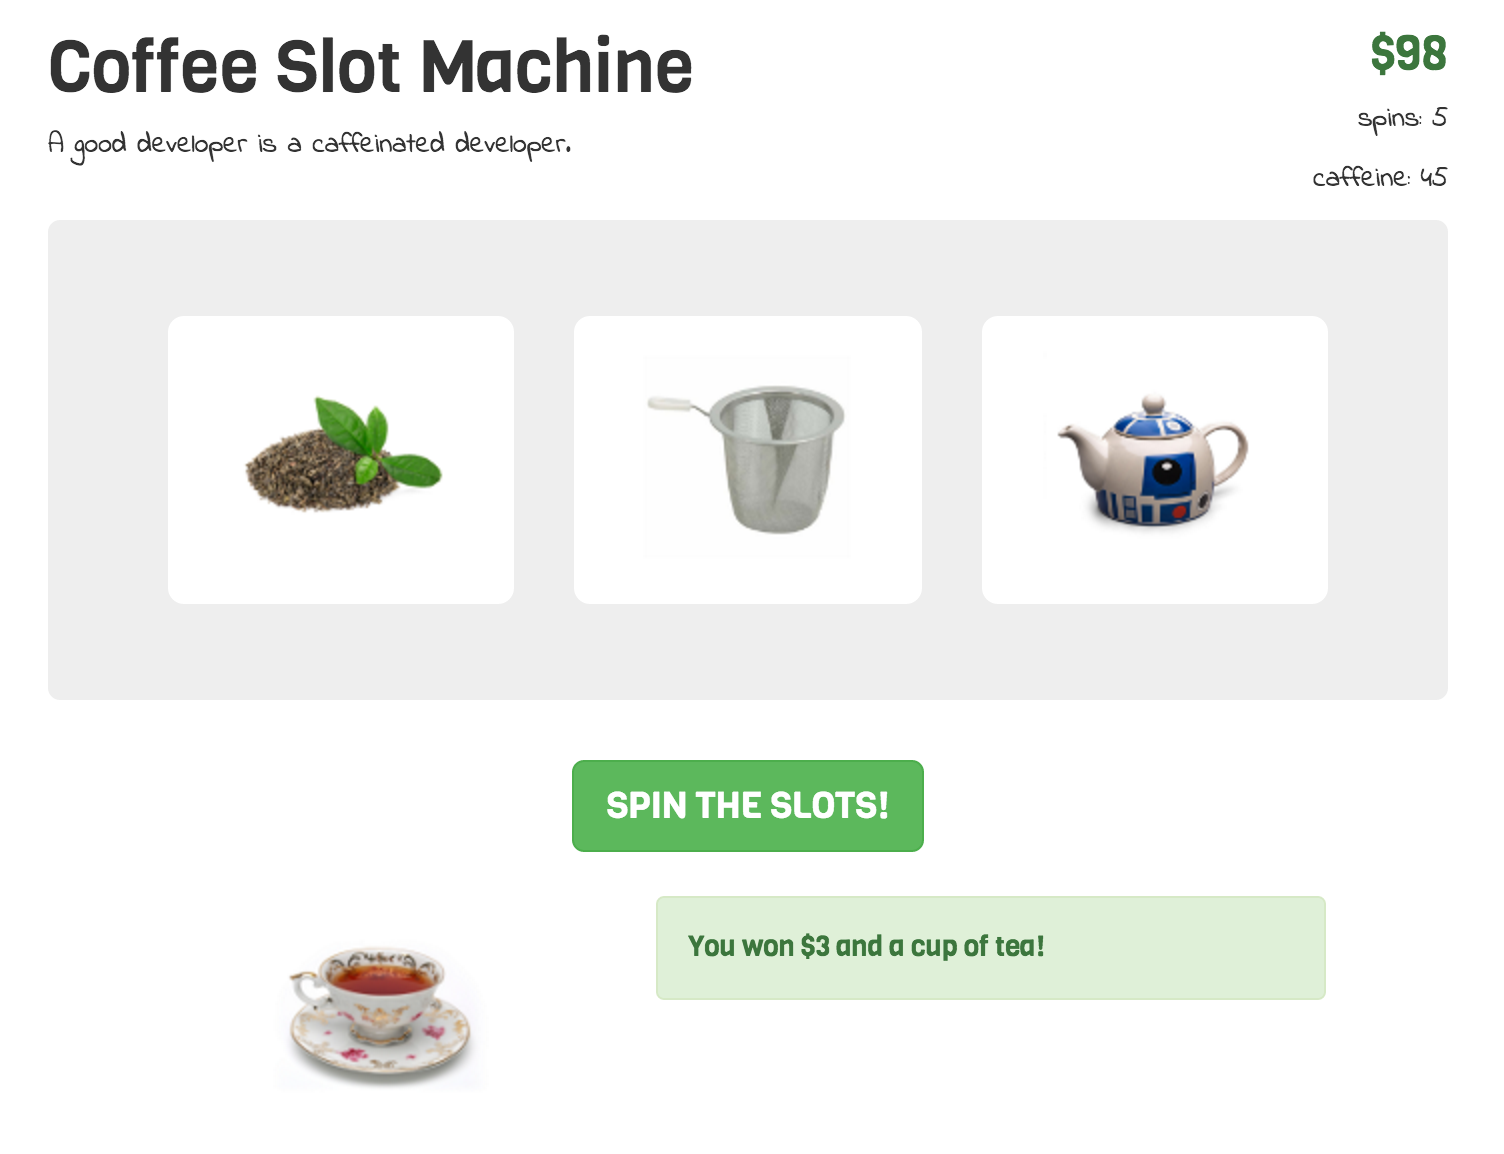 Coffee Slot Machine
A good developer is a caffeinated developer.
$98
spins: 5
caffeine: 45
SPIN THE SLOTS!
You won $3 and a cup of tea!